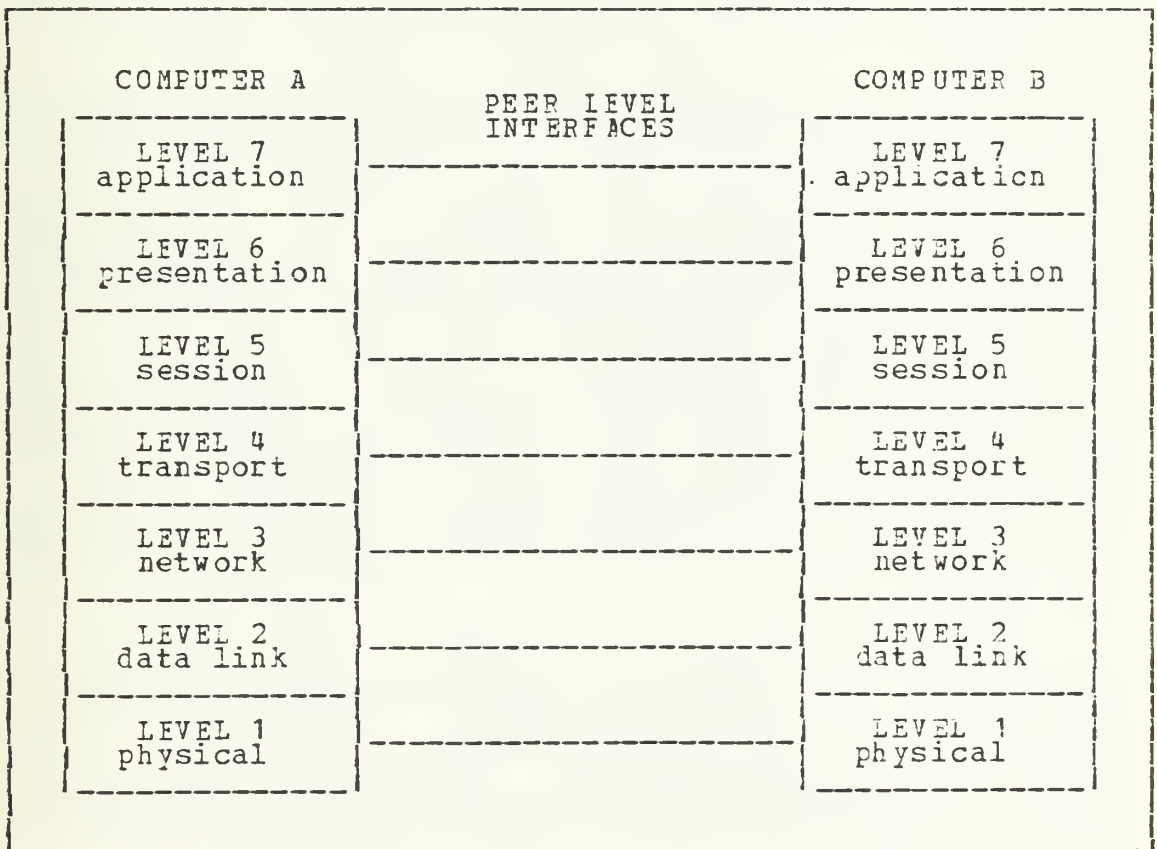 COMPUTER A
PEER LEVEL
INTERFACES
COMPUTER B
LEVEL 7
application
LEVEL 6
presentation
LEVEL 5
session
LEVEL 4
transport
LEVEL 3
network
LEVEL 2
data link
LEVEL 1
physical
LEVEL 7
application
LEVEL 6
presentation
LEVEL 5
session
LEVEL 4
transport
LEVEL 3
network
LEVEL 2
data link
LEVEL 1
physical